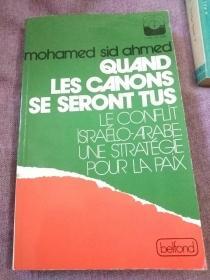 mohamed sid ahmed
QUAND
LES CANONS
SE SERONT TUS
LE CONFLIT
ISRAÉLO-ARABE
UNE STRATÉGIE
POUR LA PAIX
belfond